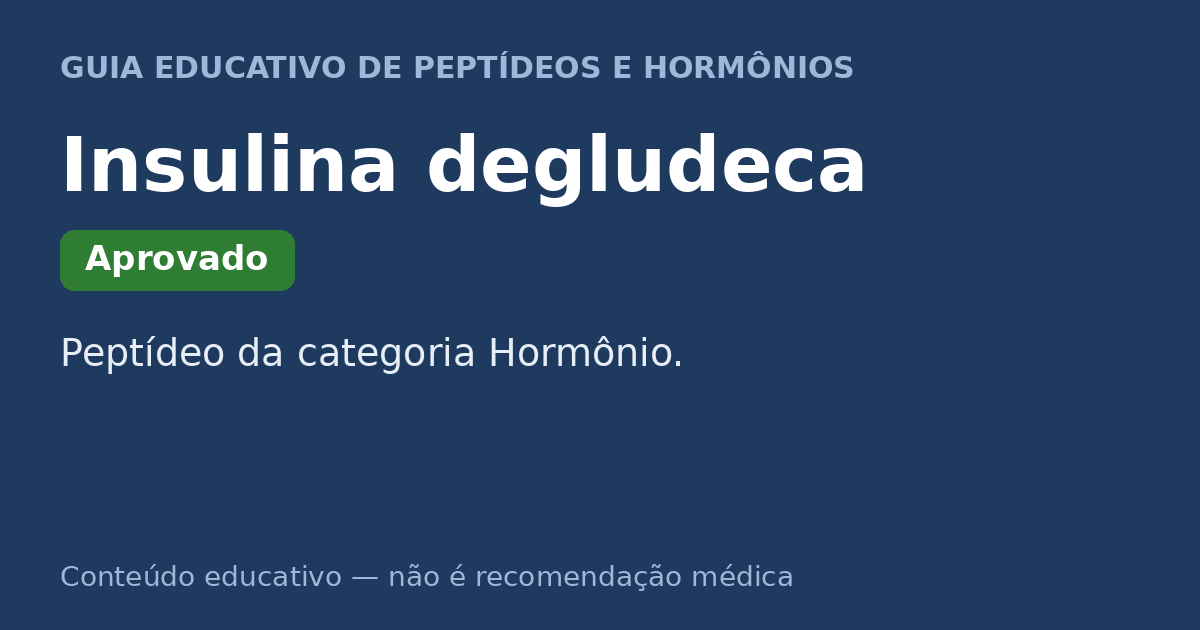 GUIA EDUCATIVO DE PEPTÍDEOS E HORMÔNIOS
Insulina degludeca
Aprovado
Peptídeo da categoria Hormônio.
Conteúdo educativo — não é recomendação médica